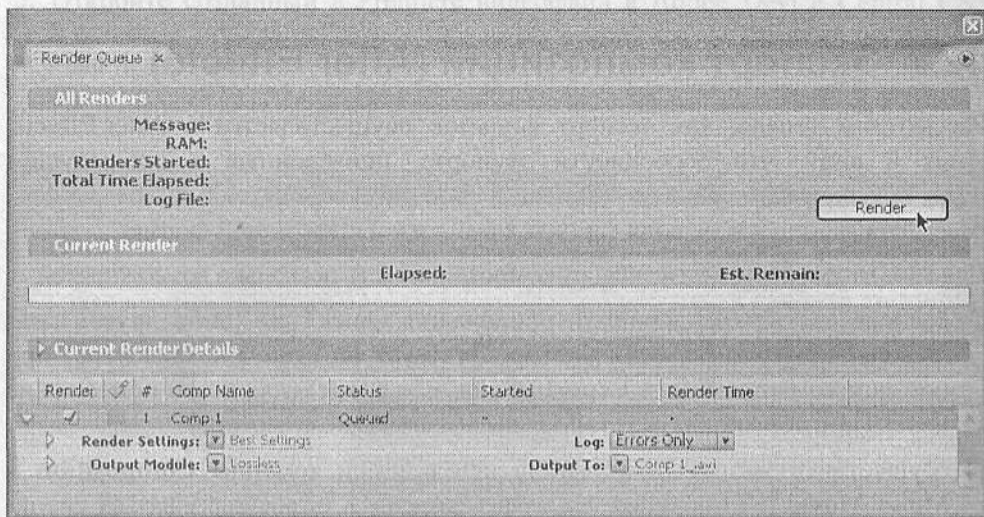 Render Queue ×
All Renders
Message:
RAM:
Renders Started:
Total Time Elapsed:
Log File:
Render
Current Render
Elapsed: Est. Remain:
Current Render Details
Render # Comp Name Status Started Render Time
1 Comp 1 Queued - -
Render Settings: Best Settings Log: Errors Only
Output Module: Lossless Output To: Comp 1_.avi